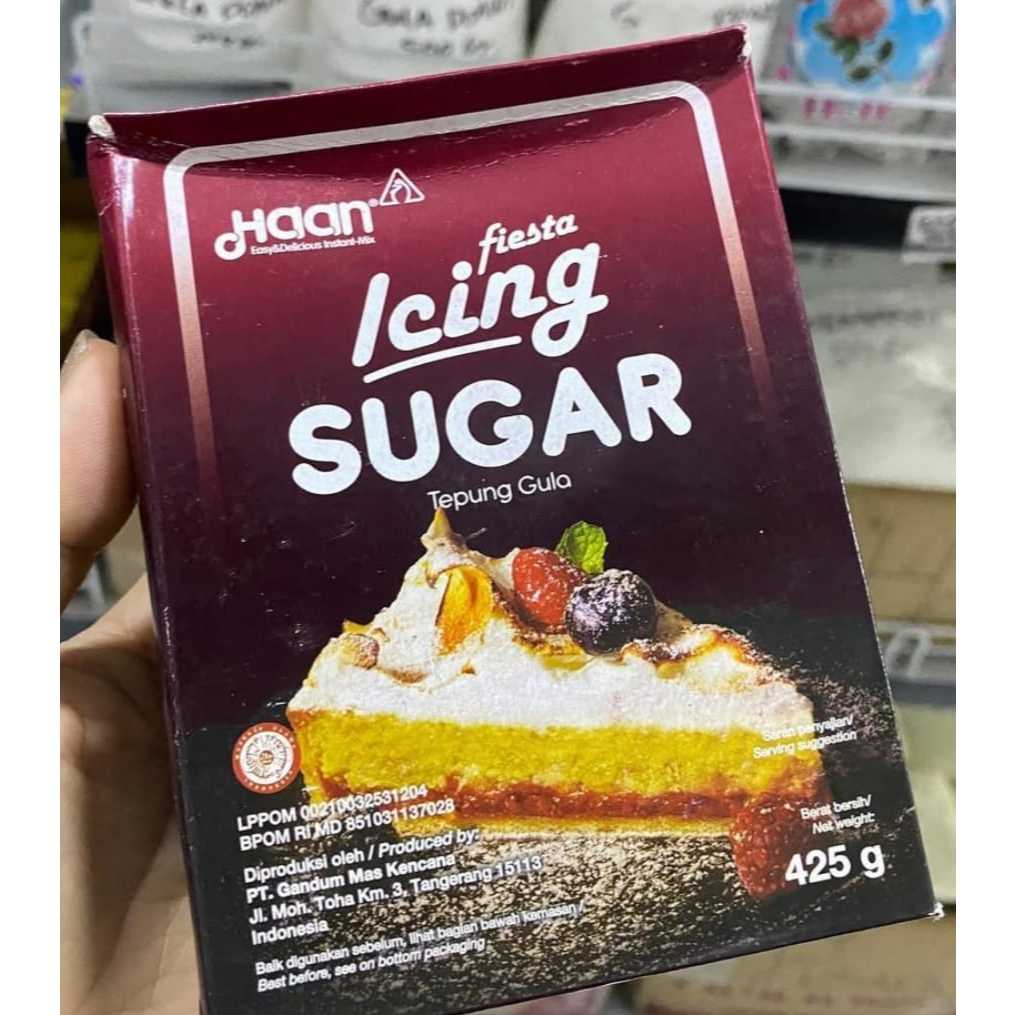 GULA DONAT
Haan®
Easy&Delicious Instant-Mix
fiesta
Icing
SUGAR
Tepung Gula
Saran penyajian/
Serving suggestion
LPPOM 00210032531204
BPOM RI MD 851031137028
Diproduksi oleh / Produced by:
PT. Gandum Mas Kencana
Jl. Moh. Toha Km. 3, Tangerang 15113
Indonesia
Berat bersih/
Net weight:
425 g
Baik digunakan sebelum, lihat bagian bawah kemasan /
Best before, see on bottom packaging